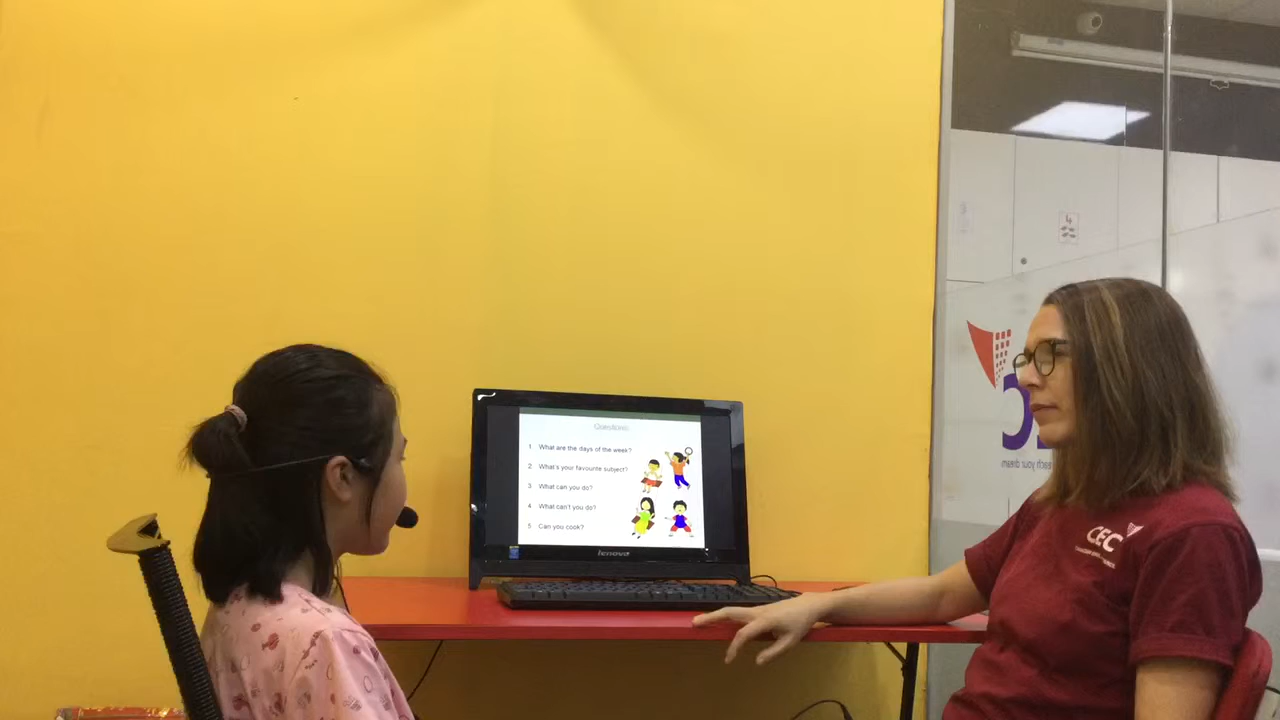 Questions:
1. What are the days of the week?
2. What's your favourite subject?
3. What can you do?
4. What can't you do?
5. Can you cook?
lenovo
CEC